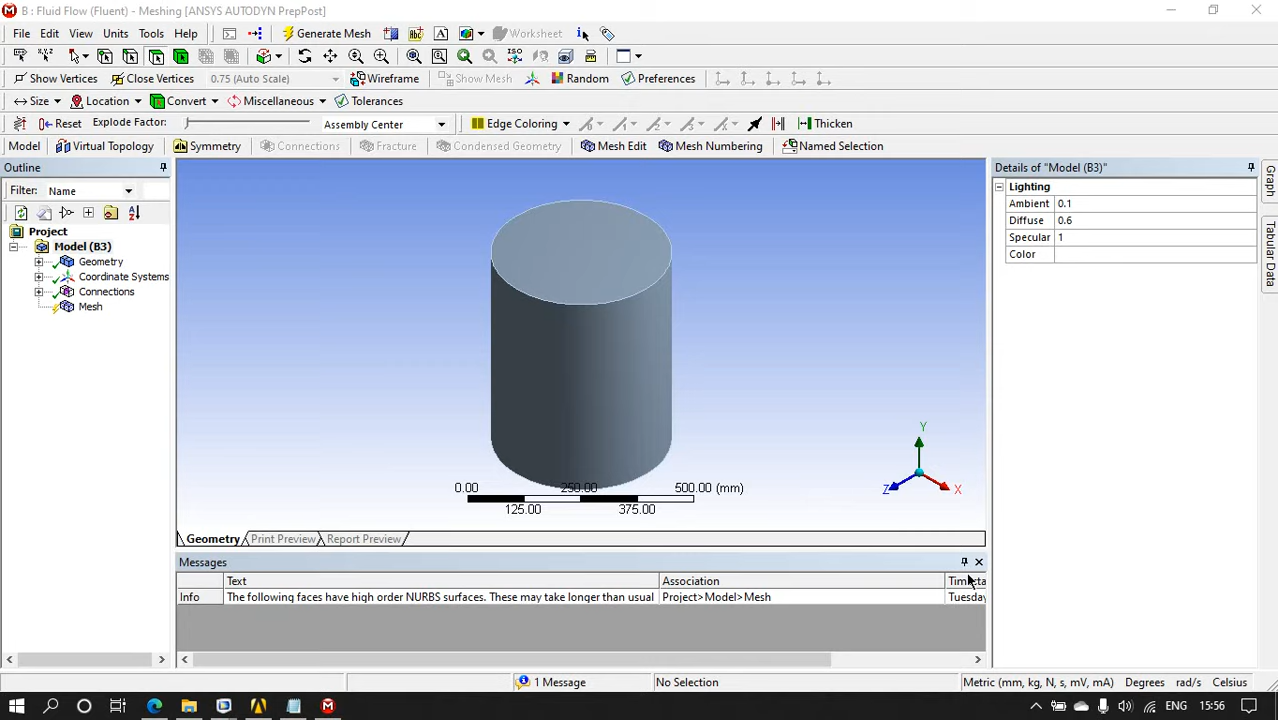 B : Fluid Flow (Fluent) - Meshing [ANSYS AUTODYN PrepPost]
File Edit View Units Tools Help Generate Mesh Worksheet
Show Vertices Close Vertices 0.75 (Auto Scale) Wireframe Show Mesh Random Preferences
Size Location Convert Miscellaneous Tolerances
Reset Explode Factor: Assembly Center Edge Coloring Thicken
Model Virtual Topology Symmetry Connections Fracture Condensed Geometry Mesh Edit Mesh Numbering Named Selection
Outline
Filter: Name
Project
Model (B3)
Geometry
Coordinate Systems
Connections
Mesh
0.00 250.00 500.00 (mm)
125.00 375.00
Y
Z
X
Geometry Print Preview Report Preview
Messages
Text Association Timesta
Info The following faces have high order NURBS surfaces. These may take longer than usual Project>Model>Mesh Tuesday
Details of "Model (B3)"
Lighting
Ambient 0.1
Diffuse 0.6
Specular 1
Color
Graph
Tabular Data
1 Message No Selection Metric (mm, kg, N, s, mV, mA) Degrees rad/s Celsius
ENG 15:56